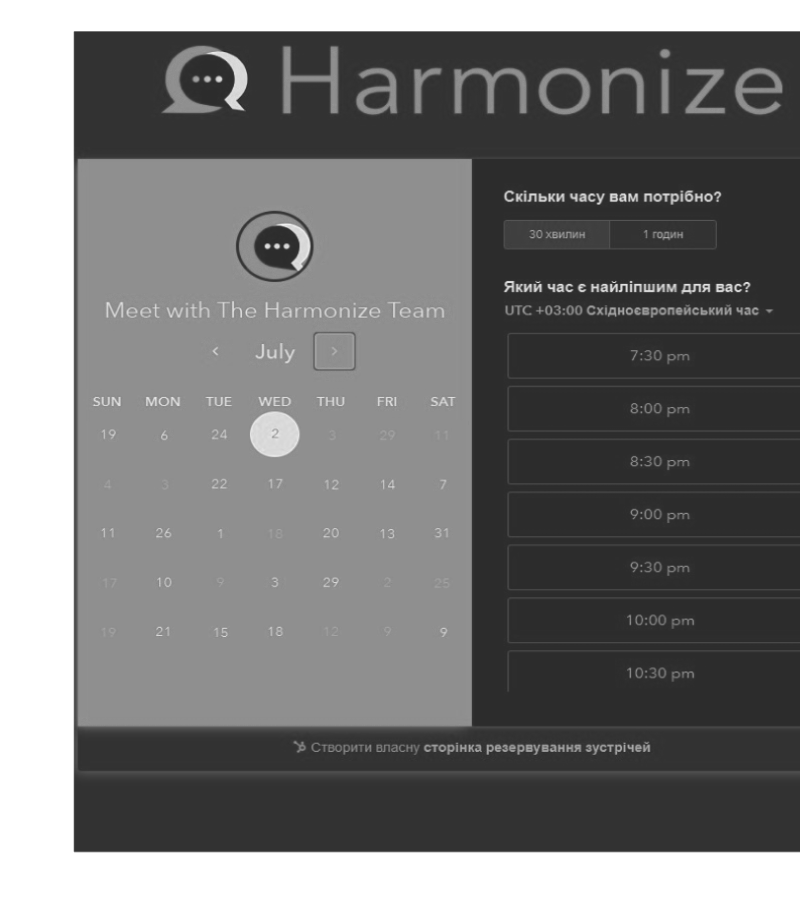 Harmonize
Meet with The Harmonize Team
July
SUN MON TUE WED THU FRI SAT
19 6 24 2 3 29 11
4 3 22 17 12 14 7
11 26 1 18 20 13 31
17 10 9 3 29 2 25
19 21 15 18 12 9 9
Скільки часу вам потрібно?
30 хвилин 1 годин
Який час є найліпшим для вас?
UTC +03:00 Східноєвропейський час
7:30 pm
8:00 pm
8:30 pm
9:00 pm
9:30 pm
10:00 pm
10:30 pm
Створити власну сторінка резервування зустрічей